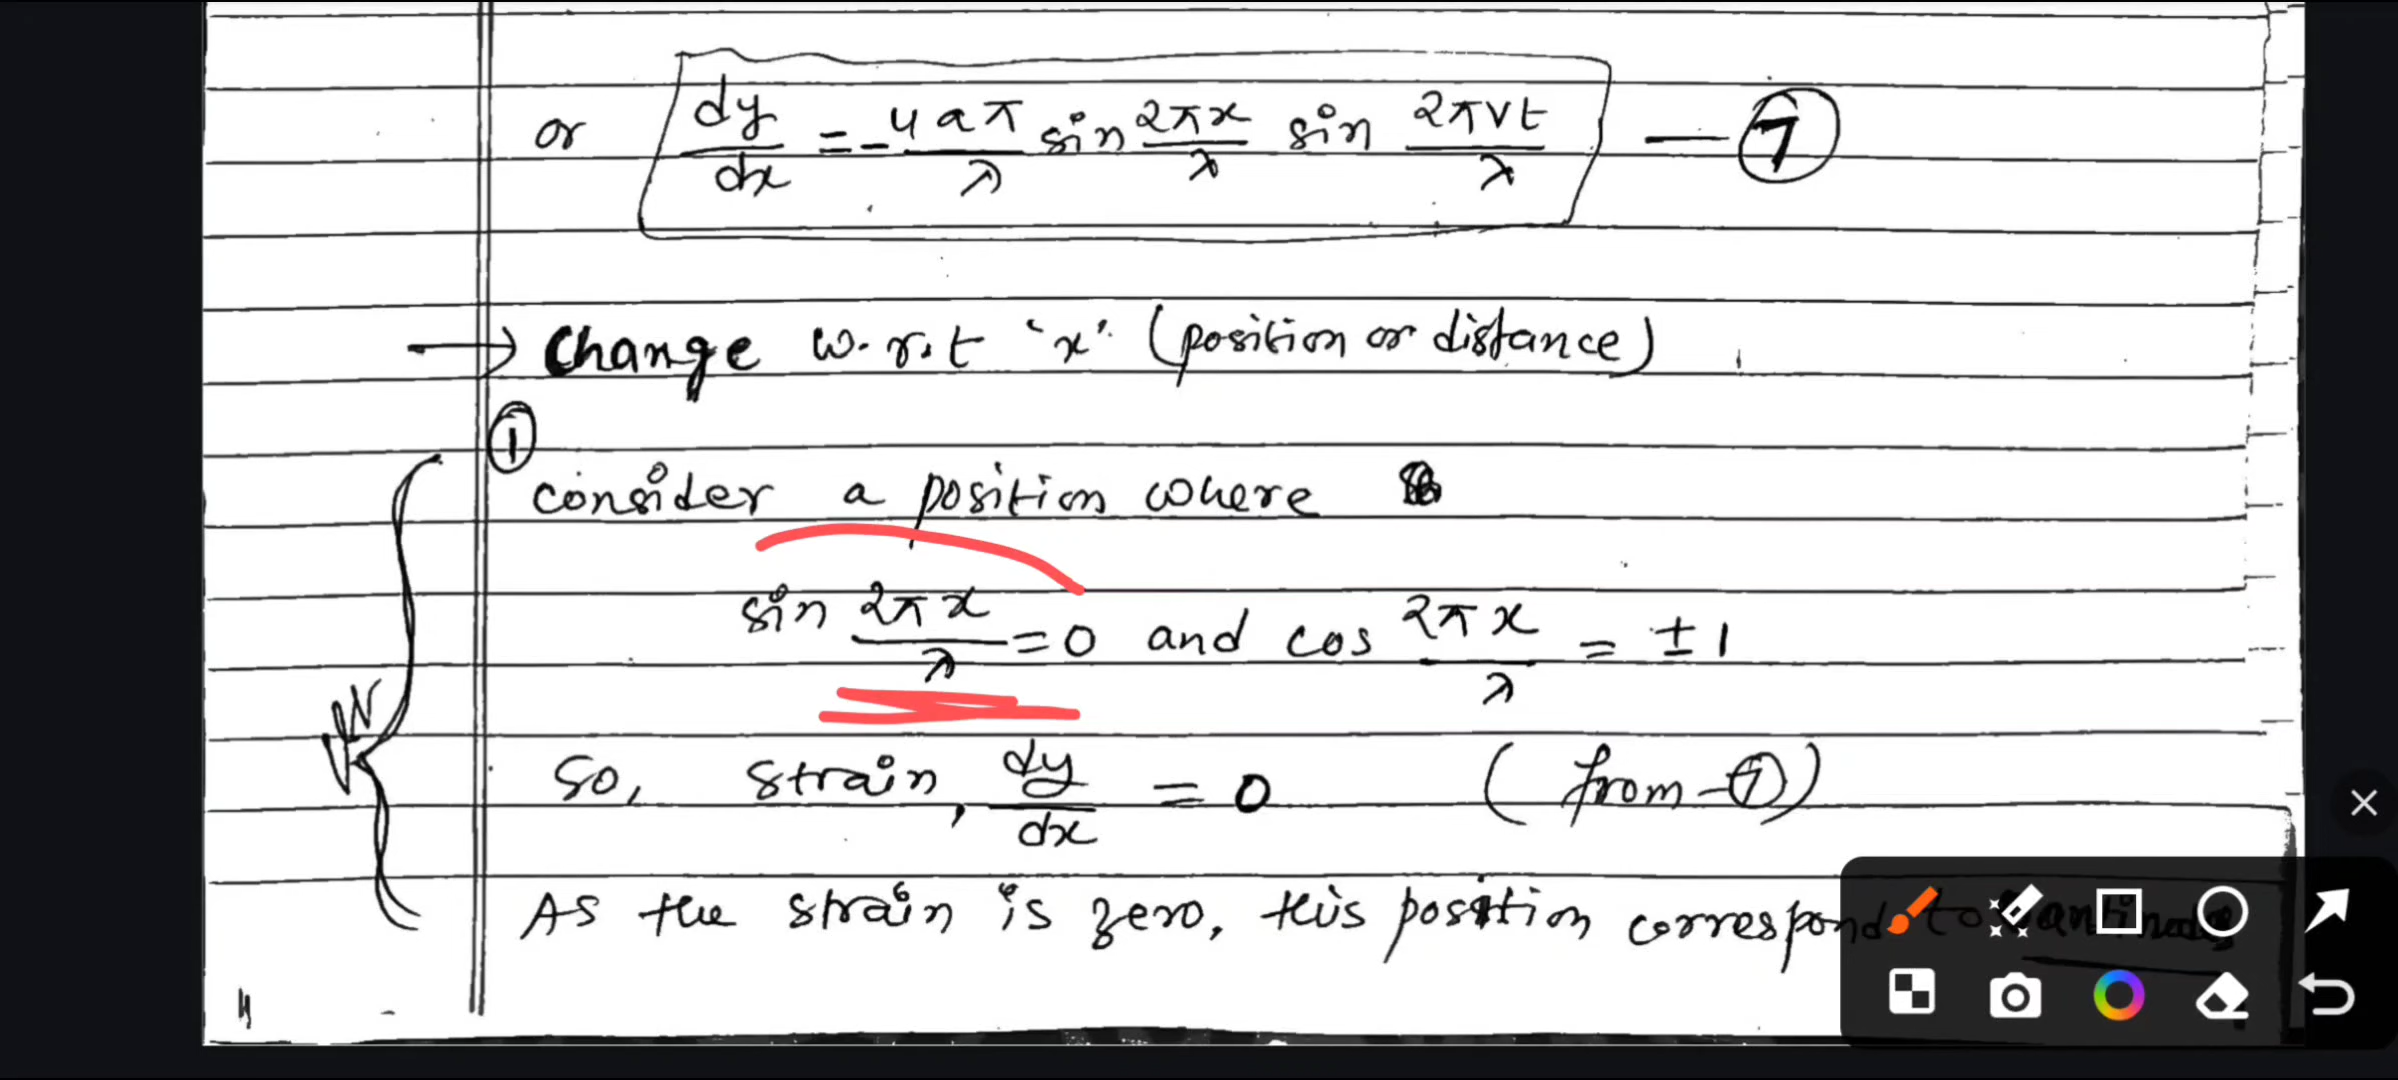 or dy/dx = - 4aπ/λ sin 2πx/λ sin 2πvt/λ — 7
→ Change w.r.t 'x' (position or distance)
1
consider a position where
sin 2πx/λ = 0 and cos 2πx/λ = ± 1
So, strain, dy/dx = 0 (from - 7)
As the strain is zero, this position correspond to antinodes